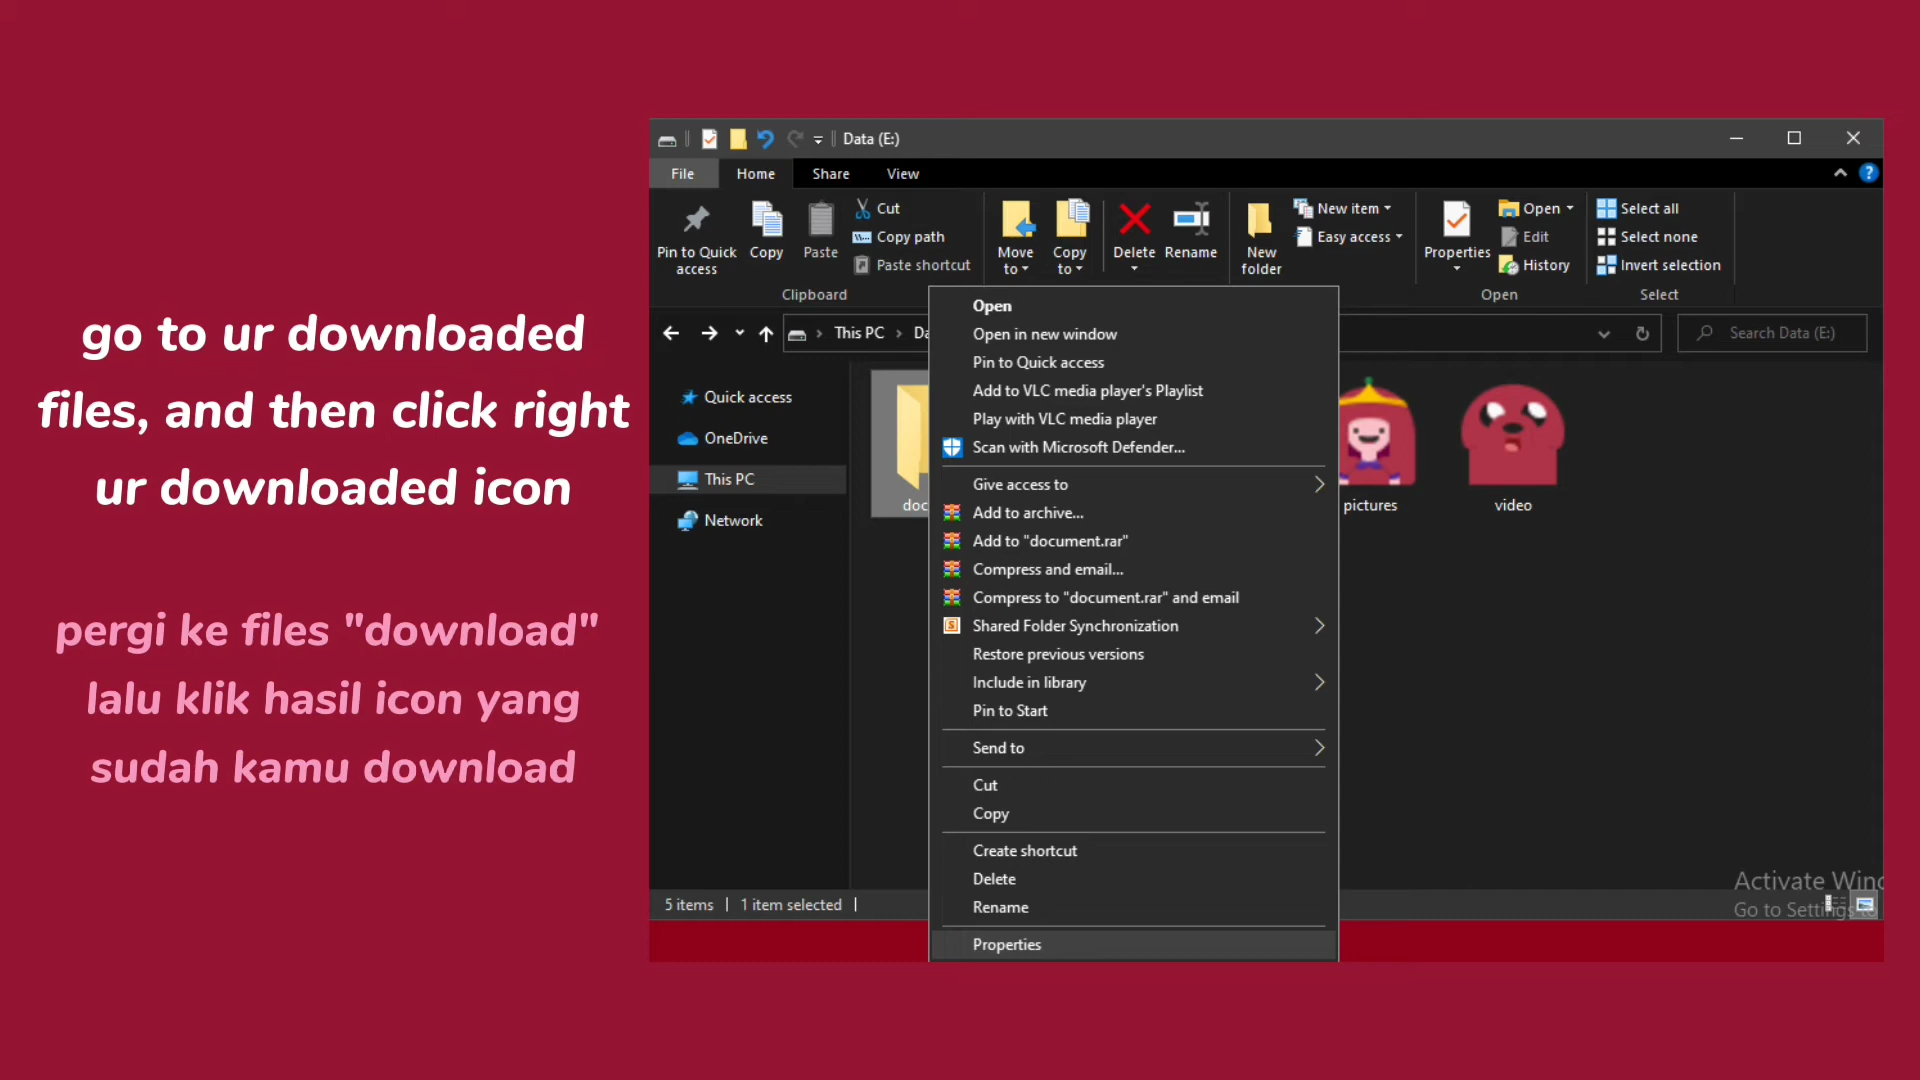 go to ur downloaded
files, and then click right
ur downloaded icon
pergi ke files "download"
lalu klik hasil icon yang
sudah kamu download
Data (E:)
File Home Share View
Pin to Quick access
Copy
Paste
Cut
Copy path
Paste shortcut
Clipboard
Move to
Copy to
Delete
Rename
New folder
New item
Easy access
Properties
Open
Edit
History
Open
Select all
Select none
Invert selection
Select
This PC
Search Data (E:)
Quick access
OneDrive
This PC
Network
pictures
video
Open
Open in new window
Pin to Quick access
Add to VLC media player's Playlist
Play with VLC media player
Scan with Microsoft Defender...
Give access to
Add to archive...
Add to "document.rar"
Compress and email...
Compress to "document.rar" and email
Shared Folder Synchronization
Restore previous versions
Include in library
Pin to Start
Send to
Cut
Copy
Create shortcut
Delete
Rename
Properties
5 items 1 item selected
Activate
Go to